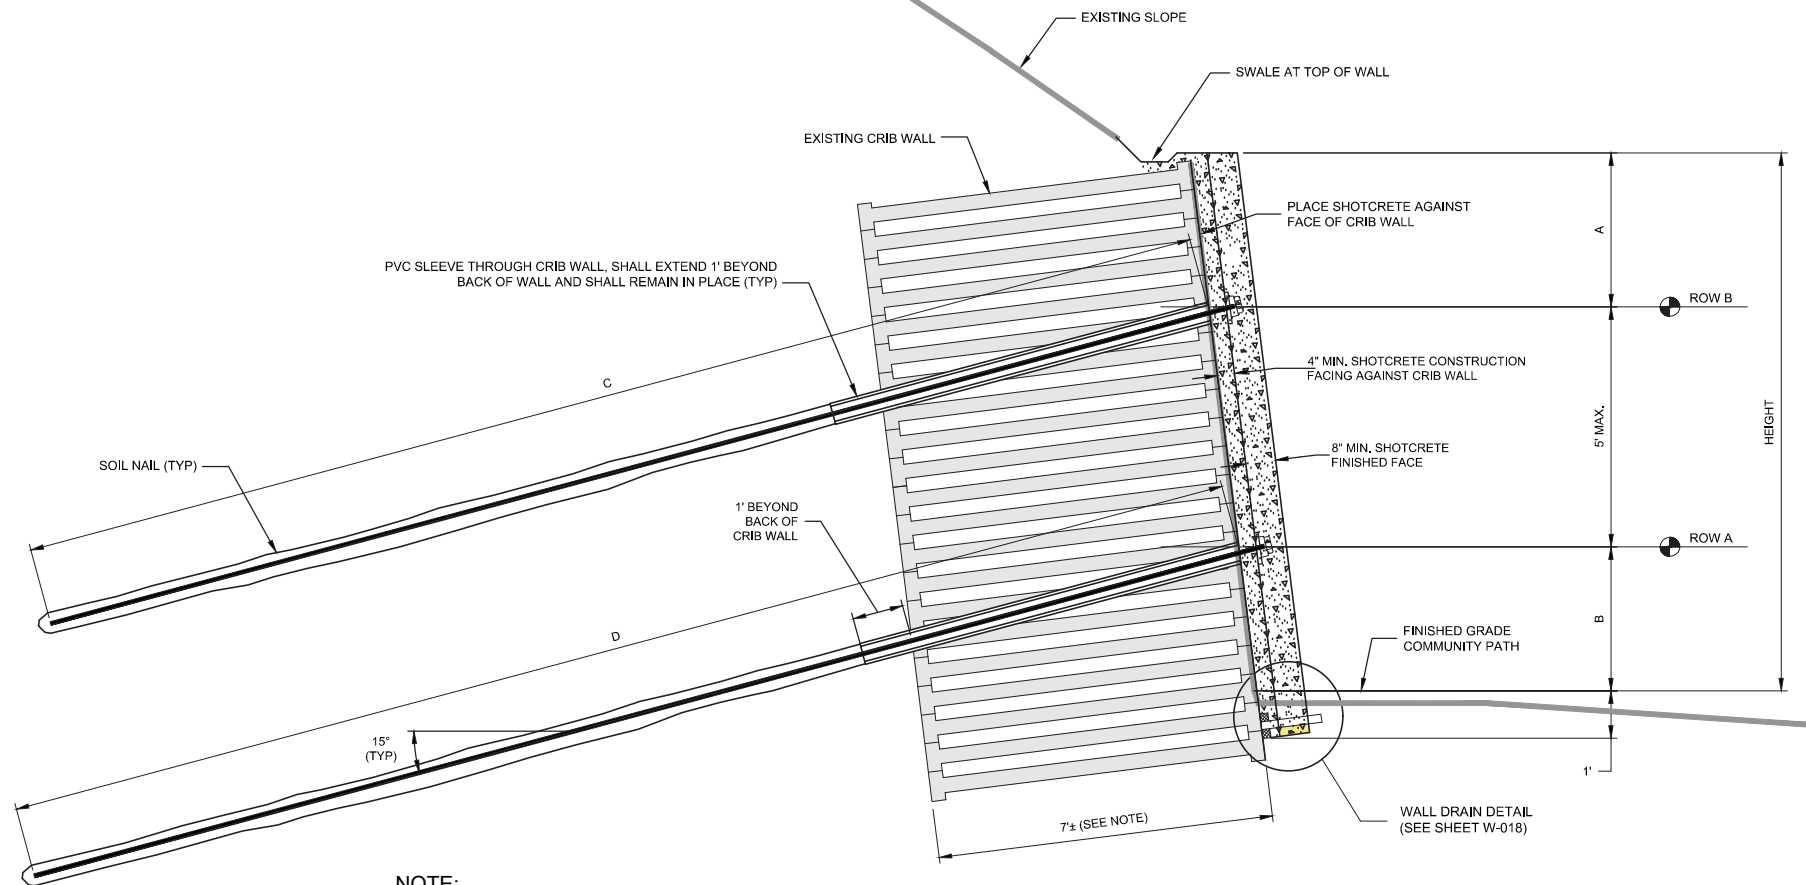 EXISTING SLOPE
SWALE AT TOP OF WALL
EXISTING CRIB WALL
PLACE SHOTCRETE AGAINST
FACE OF CRIB WALL
A
PVC SLEEVE THROUGH CRIB WALL, SHALL EXTEND 1' BEYOND
BACK OF WALL AND SHALL REMAIN IN PLACE (TYP)
ROW B
4" MIN. SHOTCRETE CONSTRUCTION
FACING AGAINST CRIB WALL
C
5' MAX.
HEIGHT
8" MIN. SHOTCRETE
FINISHED FACE
SOIL NAIL (TYP)
1' BEYOND
BACK OF
CRIB WALL
ROW A
D
B
FINISHED GRADE
COMMUNITY PATH
15°
(TYP)
1'
7'± (SEE NOTE)
WALL DRAIN DETAIL
(SEE SHEET W-018)
NOTE: